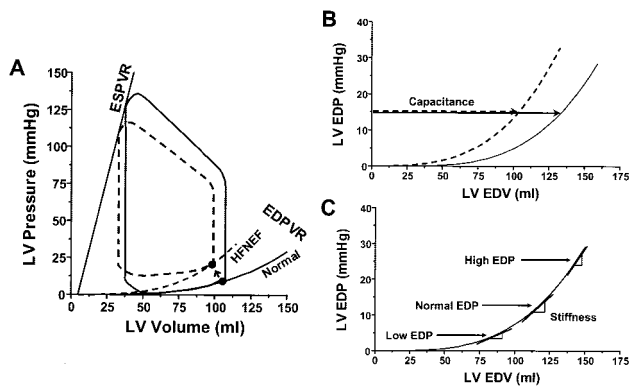 A
LV Pressure (mmHg)
150
125
100
75
50
25
0
0
50
75
100
125
150
LV Volume (ml)
ESPVR
EDPVR
HFNEF
Normal
B
LV EDP (mmHg)
40
30
20
10
0
0
25
50
75
100
125
150
175
LV EDV (ml)
Capacitance
C
LV EDP (mmHg)
40
30
20
10
0
0
25
50
75
100
125
150
175
LV EDV (ml)
High EDP
Normal EDP
Low EDP
Stiffness